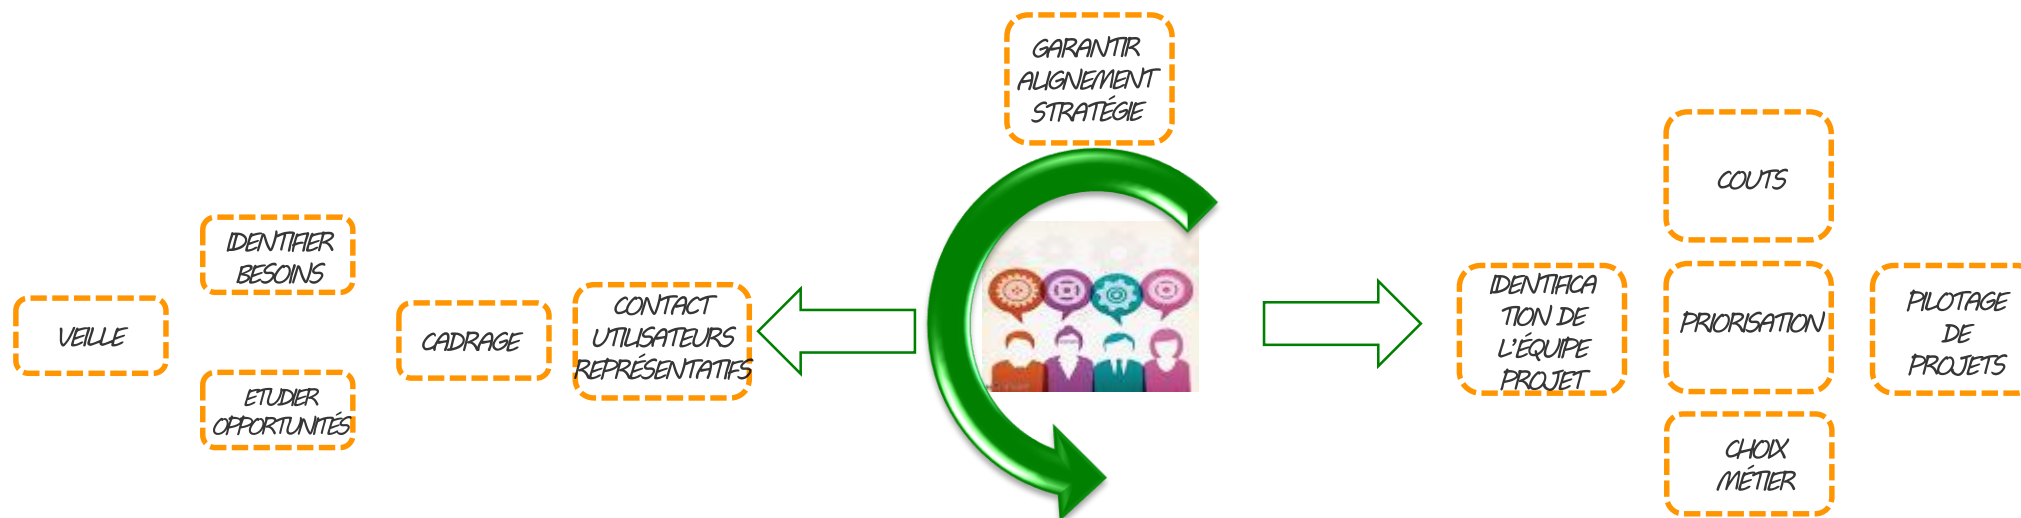 GARANTIR
ALIGNEMENT
STRATÉGIE
VEILLE
IDENTIFIER
BESOINS
ETUDIER
OPPORTUNITÉS
CADRAGE
CONTACT
UTILISATEURS
REPRÉSENTATIFS
IDENTIFICA
TION DE
L'ÉQUIPE
PROJET
COUTS
PRIORISATION
CHOIX
MÉTIER
PILOTAGE
DE
PROJETS